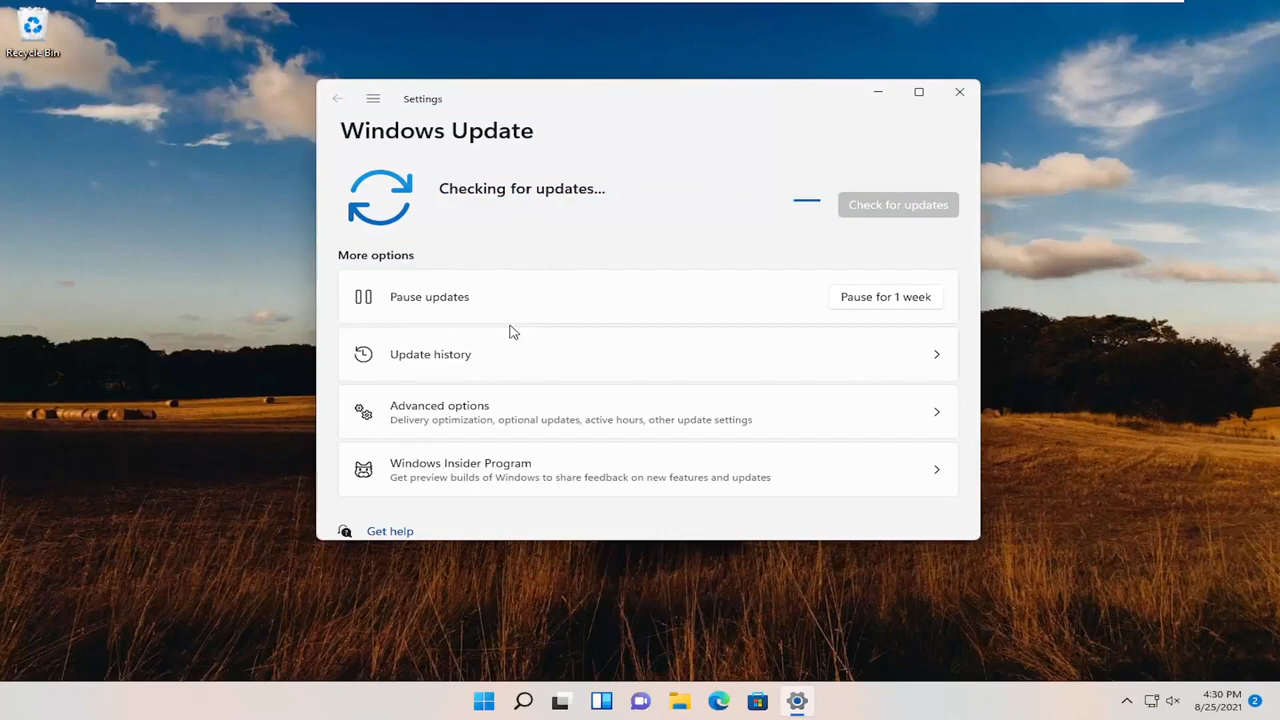 Recycle Bin
Settings
Windows Update
Checking for updates...
Check for updates
More options
Pause updates
Pause for 1 week
Update history
Advanced options
Delivery optimization, optional updates, active hours, other update settings
Windows Insider Program
Get preview builds of Windows to share feedback on new features and updates
Get help
4:30 PM
8/25/2021
2